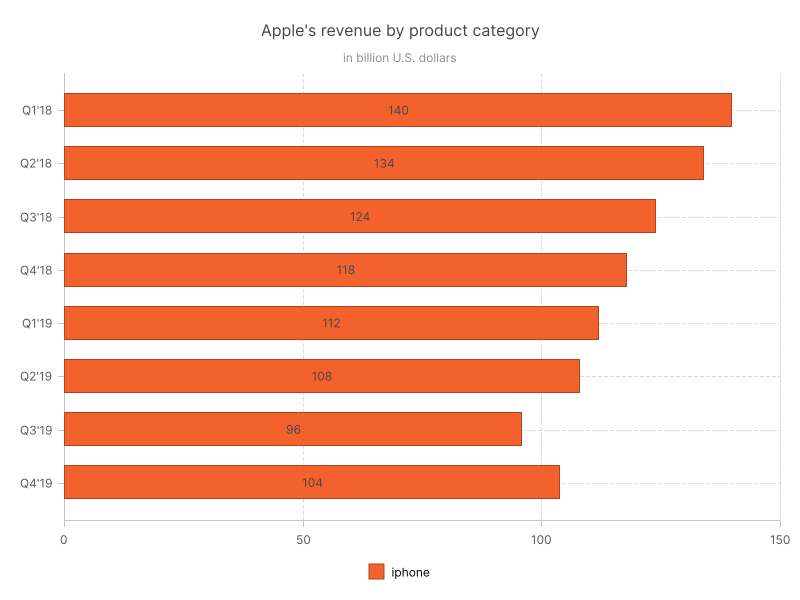 Apple's revenue by product category
in billion U.S. dollars
Q1'18 140
Q2'18 134
Q3'18 124
Q4'18 118
Q1'19 112
Q2'19 108
Q3'19 96
Q4'19 104
0 50 100 150
iphone